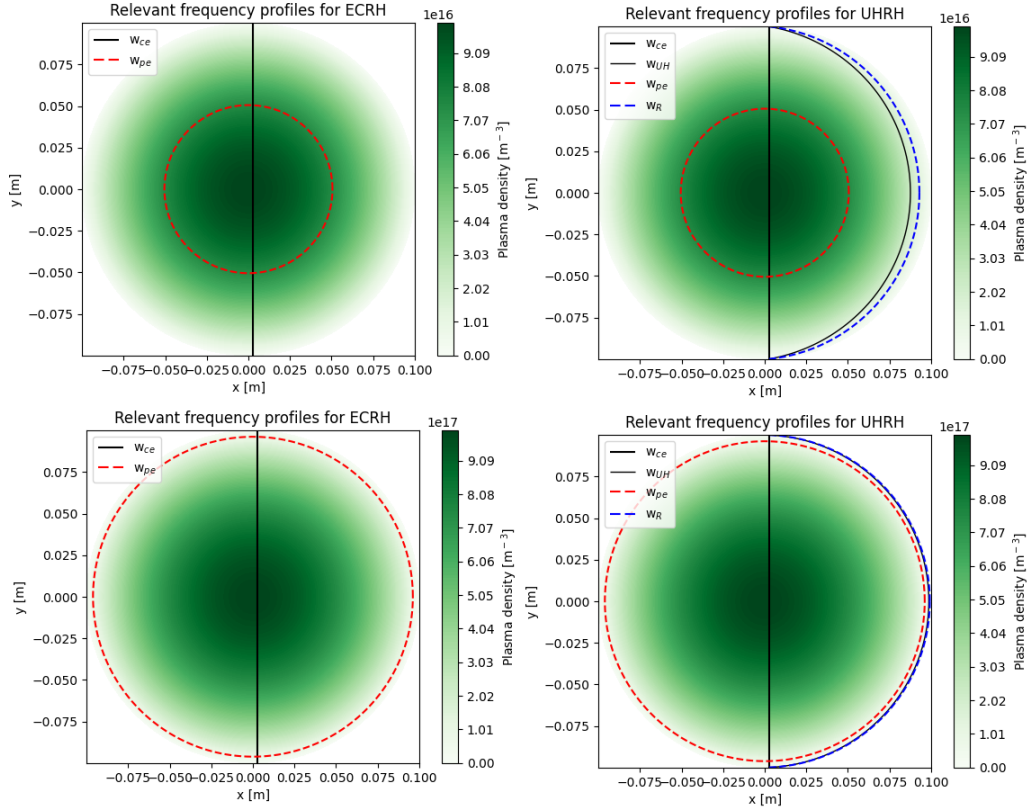 Relevant frequency profiles for ECRH
1e16
w_ce
w_pe
0.075
0.050
0.025
0.000
−0.025
−0.050
−0.075
y [m]
−0.075 −0.050 −0.025 0.000 0.025 0.050 0.075 0.100
x [m]
9.09
8.08
7.07
6.06
5.05
4.04
3.03
2.02
1.01
0.00
Plasma density [m⁻³]
Relevant frequency profiles for UHRH
1e16
w_ce
w_UH
w_pe
w_R
0.075
0.050
0.025
0.000
−0.025
−0.050
−0.075
y [m]
−0.075 −0.050 −0.025 0.000 0.025 0.050 0.075 0.100
x [m]
9.09
8.08
7.07
6.06
5.05
4.04
3.03
2.02
1.01
0.00
Plasma density [m⁻³]
Relevant frequency profiles for ECRH
1e17
w_ce
w_pe
0.075
0.050
0.025
0.000
−0.025
−0.050
−0.075
y [m]
−0.075 −0.050 −0.025 0.000 0.025 0.050 0.075 0.100
x [m]
9.09
8.08
7.07
6.06
5.05
4.04
3.03
2.02
1.01
0.00
Plasma density [m⁻³]
Relevant frequency profiles for UHRH
1e17
w_ce
w_UH
w_pe
w_R
0.075
0.050
0.025
0.000
−0.025
−0.050
−0.075
y [m]
−0.075 −0.050 −0.025 0.000 0.025 0.050 0.075 0.100
x [m]
9.09
8.08
7.07
6.06
5.05
4.04
3.03
2.02
1.01
0.00
Plasma density [m⁻³]